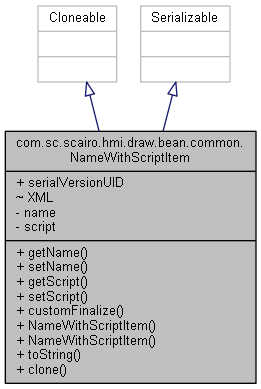 Cloneable
Serializable
com.sc.scairo.hmi.draw.bean.common.
NameWithScriptItem
+ serialVersionUID
~ XML
- name
- script
+ getName()
+ setName()
+ getScript()
+ setScript()
+ customFinalize()
+ NameWithScriptItem()
+ NameWithScriptItem()
+ toString()
+ clone()